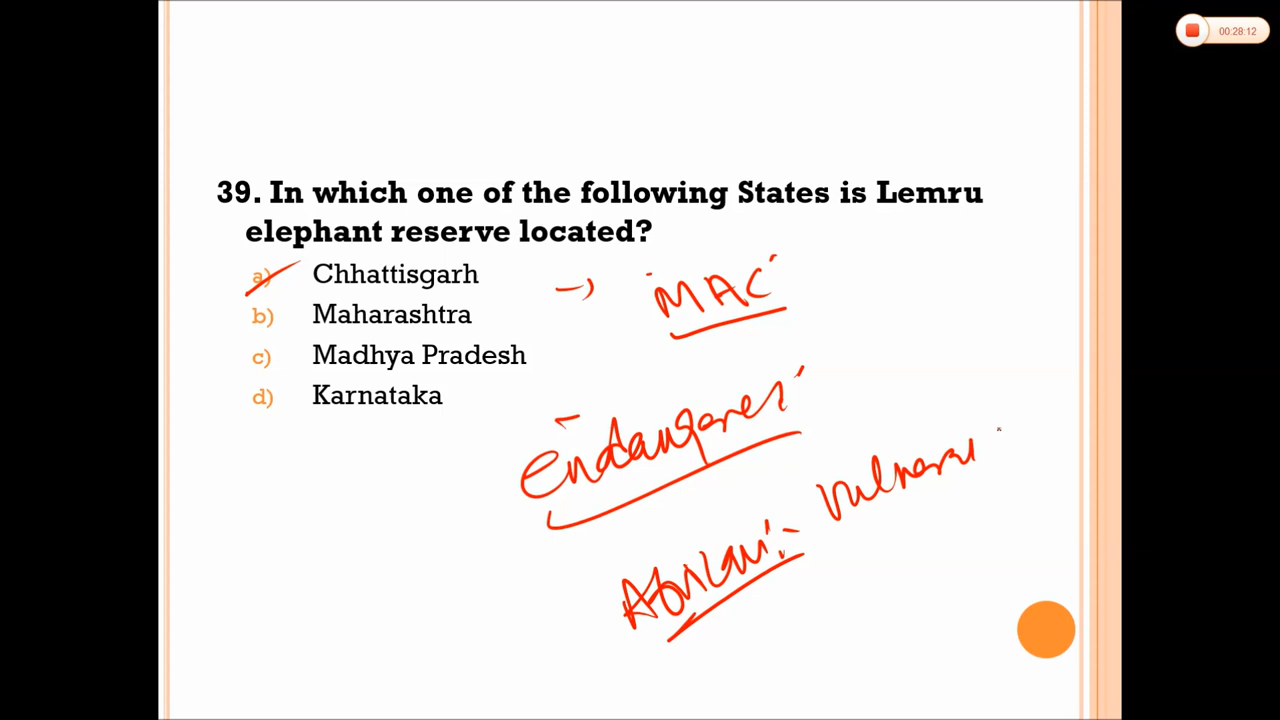 00:28:12
39. In which one of the following States is Lemru
elephant reserve located?
a) Chhattisgarh
b) Maharashtra
c) Madhya Pradesh
d) Karnataka
MAC
Endangered
Vulnera